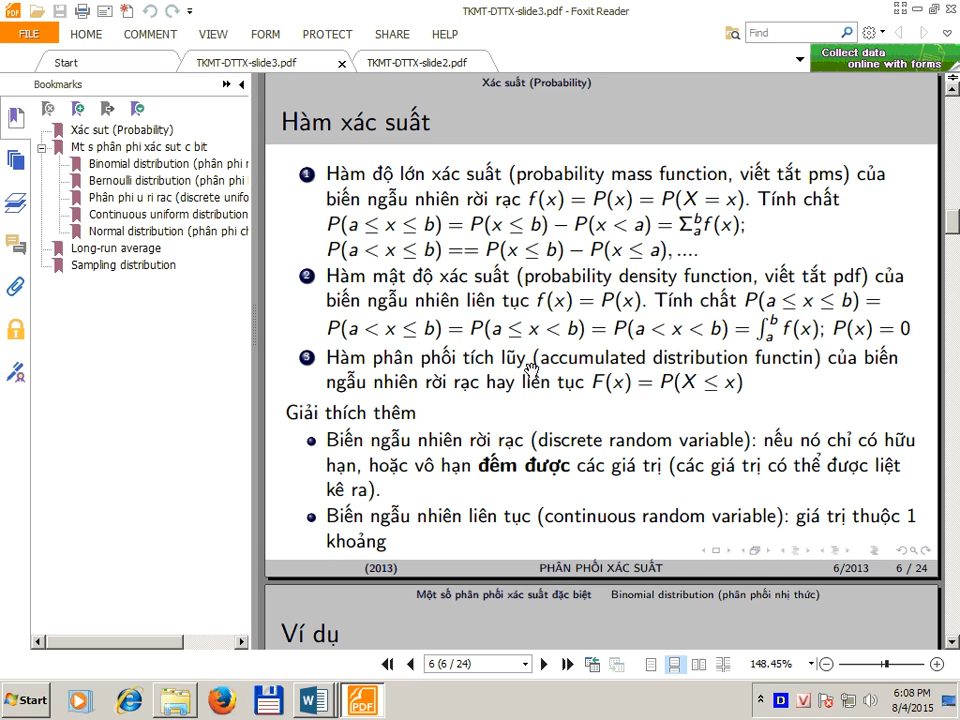 TKMT-DTTX-slide3.pdf - Foxit Reader
FILE HOME COMMENT VIEW FORM PROTECT SHARE HELP Find
Start TKMT-DTTX-slide3.pdf TKMT-DTTX-slide2.pdf Collect data
online with forms
Bookmarks
Xác sut (Probability)
Mt s phân phi xác sut c bit
Binomial distribution (phân phi r
Bernoulli distribution (phân phi
Phân phi u ri rac (discrete unifo
Continuous uniform distribution
Normal distribution (phân phi ch
Long-run average
Sampling distribution
Xác suất (Probability)
Hàm xác suất
1 Hàm độ lớn xác suất (probability mass function, viết tắt pms) của
biến ngẫu nhiên rời rạc f(x) = P(x) = P(X = x). Tính chất
P(a ≤ x ≤ b) = P(x ≤ b) − P(x < a) = Σ_a^b f(x);
P(a < x ≤ b) == P(x ≤ b) − P(x ≤ a), ....
2 Hàm mật độ xác suất (probability density function, viết tắt pdf) của
biến ngẫu nhiên liên tục f(x) = P(x). Tính chất P(a ≤ x ≤ b) =
P(a < x ≤ b) = P(a ≤ x < b) = P(a < x < b) = ∫_a^b f(x); P(x) = 0
3 Hàm phân phối tích lũy (accumulated distribution functin) của biến
ngẫu nhiên rời rạc hay liên tục F(x) = P(X ≤ x)
Giải thích thêm
Biến ngẫu nhiên rời rạc (discrete random variable): nếu nó chỉ có hữu
hạn, hoặc vô hạn đếm được các giá trị (các giá trị có thể được liệt
kê ra).
Biến ngẫu nhiên liên tục (continuous random variable): giá trị thuộc 1
khoảng
(2013) PHÂN PHỐI XÁC SUẤT 6/2013 6 / 24
Một số phân phối xác suất đặc biệt Binomial distribution (phân phối nhị thức)
Ví dụ
6 (6 / 24) 148.45%
Start W PDF D V 6:08 PM
8/4/2015